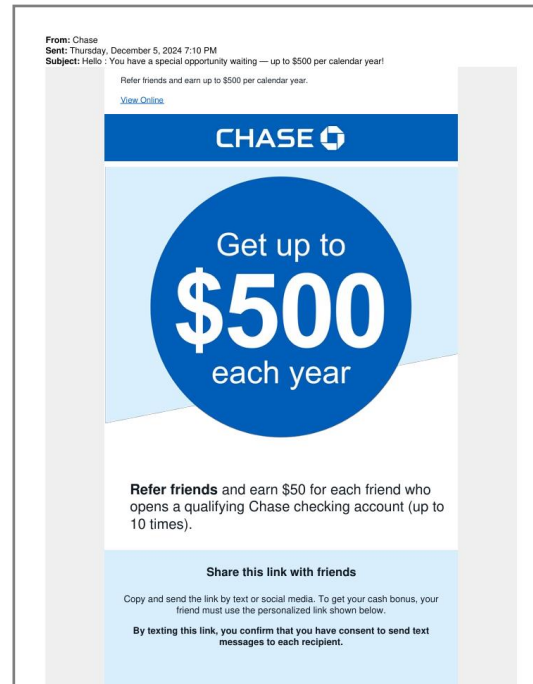 From: Chase
Sent: Thursday, December 5, 2024 7:10 PM
Subject: Hello : You have a special opportunity waiting — up to $500 per calendar year!
Refer friends and earn up to $500 per calendar year.
View Online
CHASE
Get up to
$500
each year
Refer friends and earn $50 for each friend who
opens a qualifying Chase checking account (up to
10 times).
Share this link with friends
Copy and send the link by text or social media. To get your cash bonus, your
friend must use the personalized link shown below.
By texting this link, you confirm that you have consent to send text
messages to each recipient.